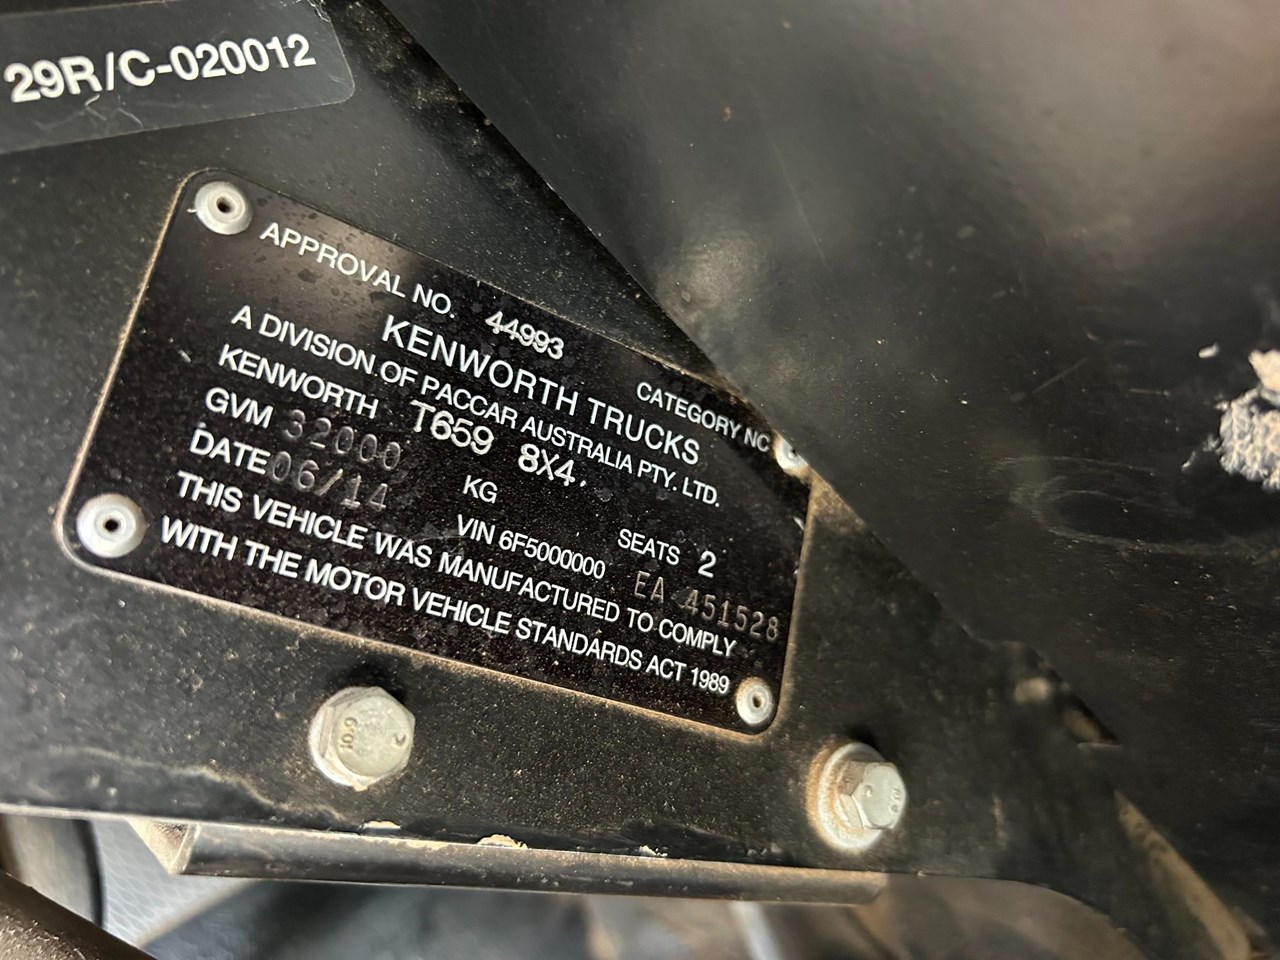 29R/C-020012
APPROVAL NO. 44993 CATEGORY NC
KENWORTH TRUCKS
A DIVISION OF PACCAR AUSTRALIA PTY. LTD.
KENWORTH T659 8X4.
GVM 32000 KG SEATS 2
DATE 06/14 VIN 6F5000000 EA 451528
THIS VEHICLE WAS MANUFACTURED TO COMPLY
WITH THE MOTOR VEHICLE STANDARDS ACT 1989